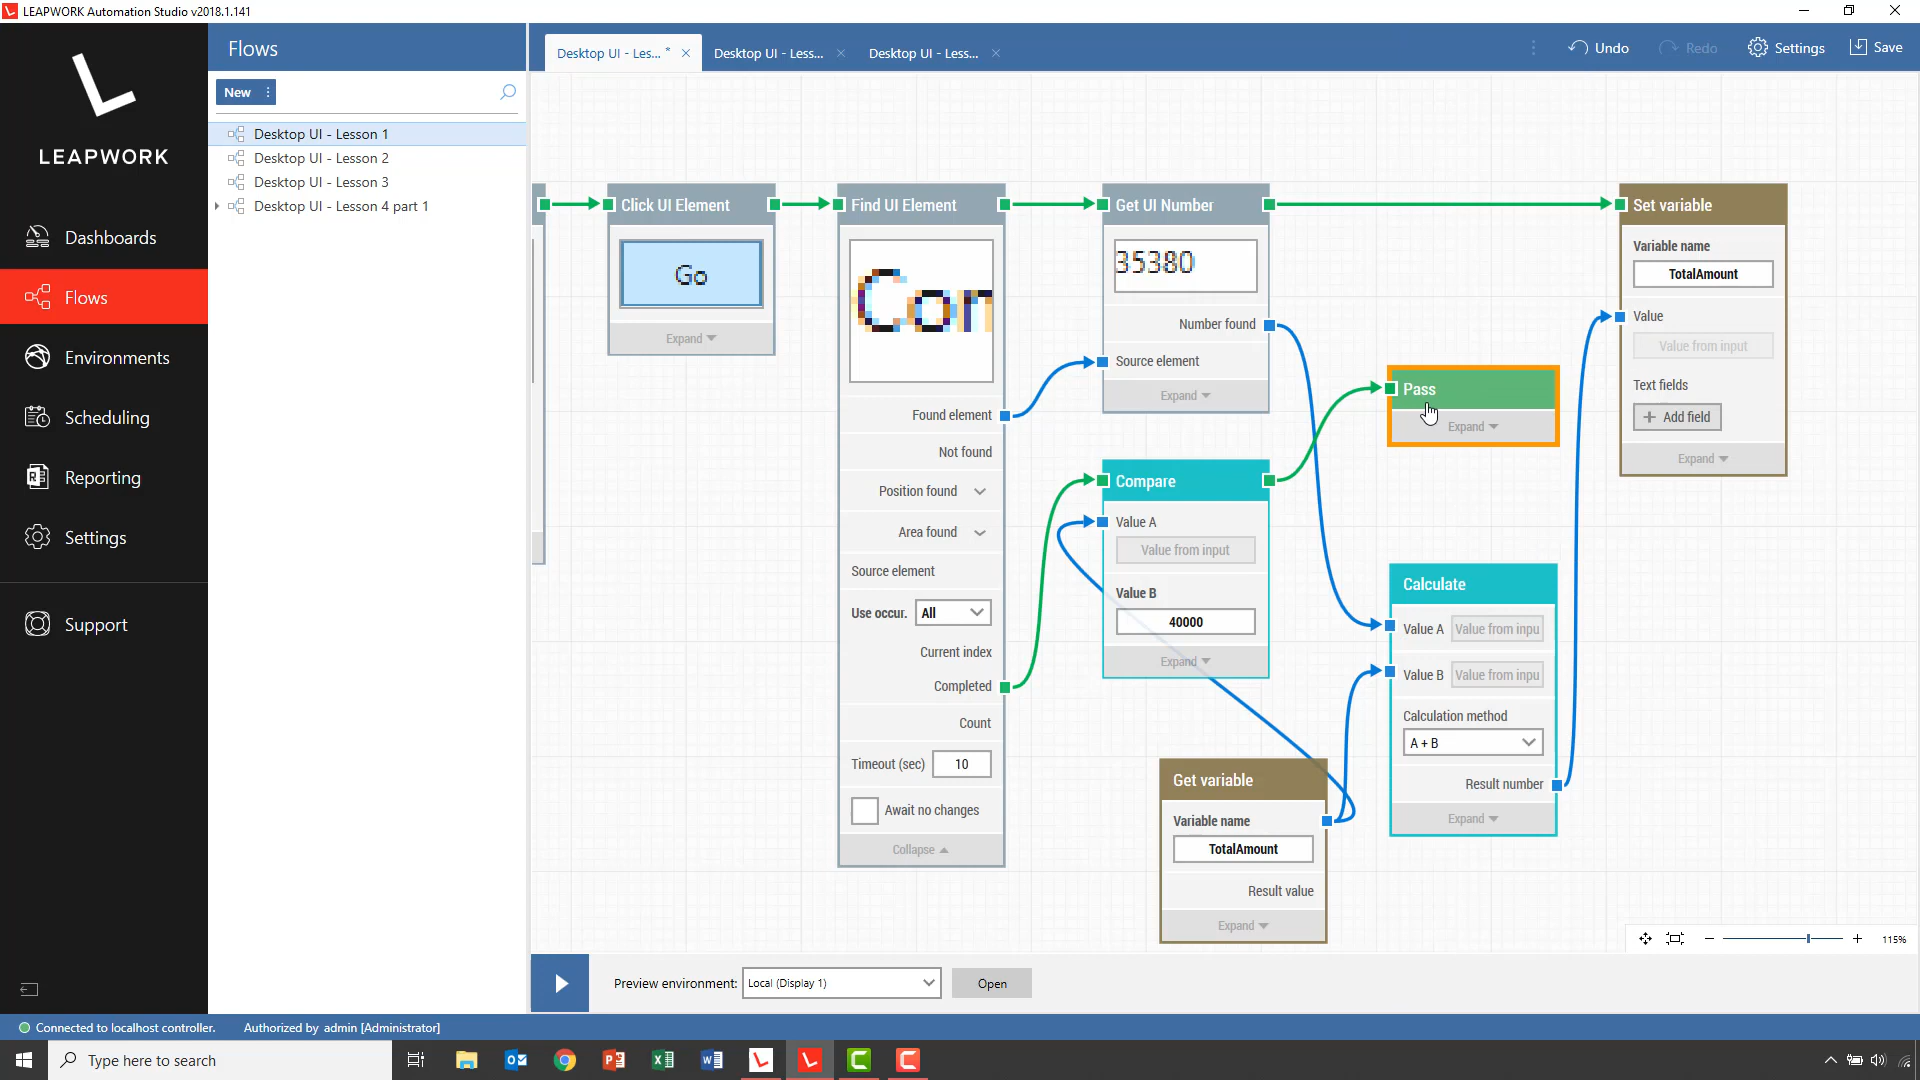 LEAPWORK Automation Studio v2018.1.141
LEAPWORK
Dashboards
Flows
Environments
Scheduling
Reporting
Settings
Support
Flows
New
Desktop UI - Lesson 1
Desktop UI - Lesson 2
Desktop UI - Lesson 3
Desktop UI - Lesson 4 part 1
Desktop UI - Les... *
Desktop UI - Less...
Desktop UI - Less...
Undo
Redo
Settings
Save
Click UI Element
Go
Expand
Find UI Element
Com
Found element
Not found
Position found
Area found
Source element
Use occur. All
Current index
Completed
Count
Timeout (sec) 10
Await no changes
Collapse
Get UI Number
35380
Number found
Source element
Expand
Compare
Value A
Value from input
Value B
40000
Expand
Get variable
Variable name
TotalAmount
Result value
Expand
Pass
Expand
Calculate
Value A Value from inpu
Value B Value from inpu
Calculation method
A + B
Result number
Expand
Set variable
Variable name
TotalAmount
Value
Value from input
Text fields
Add field
Expand
115%
Preview environment: Local (Display 1) Open
Connected to localhost controller. Authorized by admin [Administrator]
Type here to search